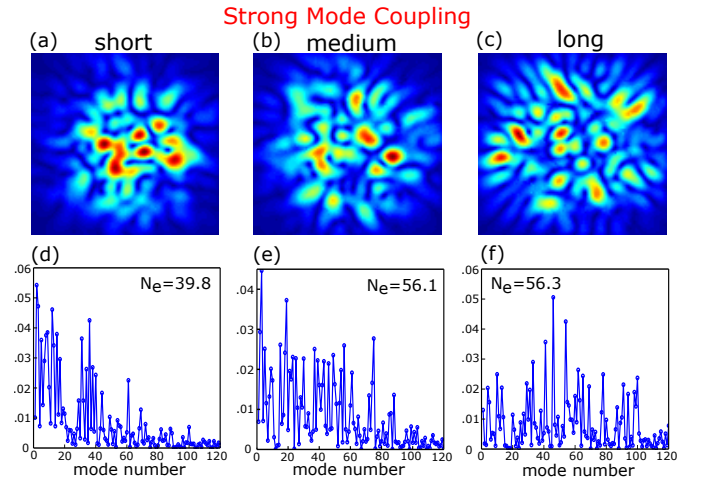 Strong Mode Coupling
(a) short (b) medium (c) long
(d) (e) (f)
.06 .05 .04 .03 .02 .01 0
Ne=39.8
0 20 40 60 80 100 120
mode number
.04 .03 .02 .01 0
Ne=56.1
0 20 40 60 80 100 120
mode number
.06 .05 .04 .03 .02 .01 0
Ne=56.3
0 20 40 60 80 100 120
mode number